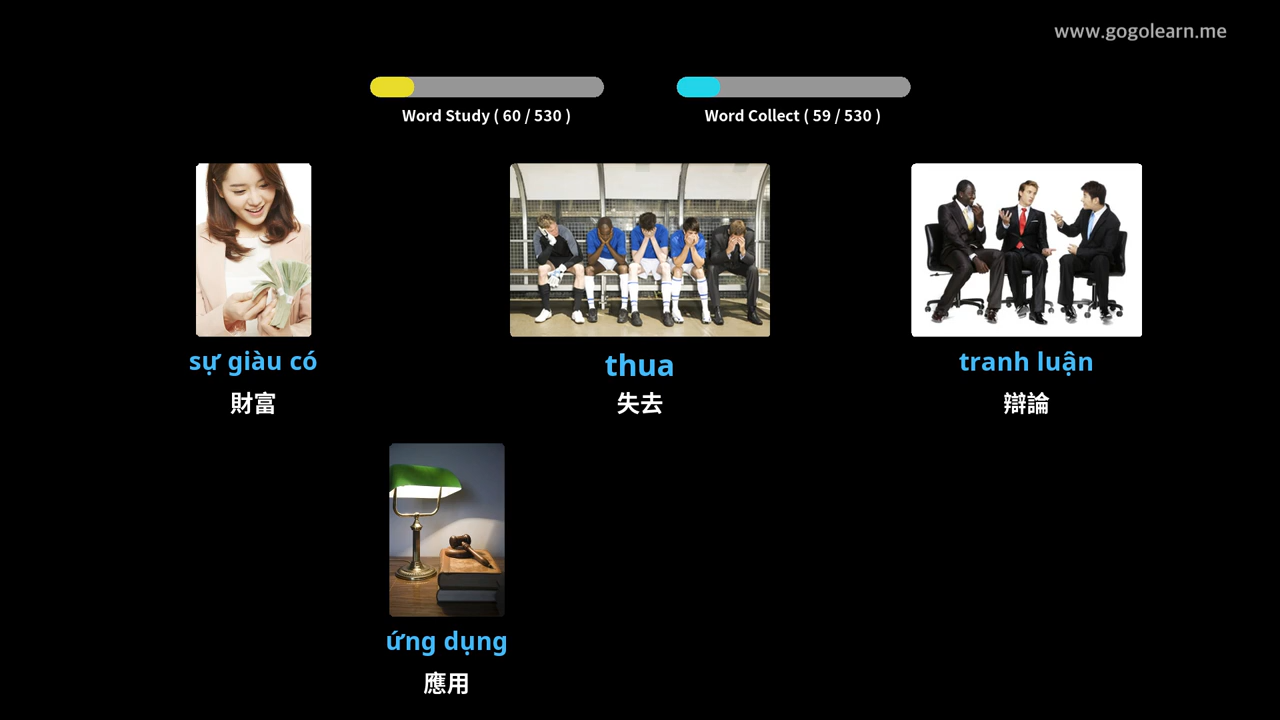 www.gogolearn.me
Word Study ( 60 / 530 )
Word Collect ( 59 / 530 )
sự giàu có
財富
thua
失去
tranh luận
辯論
ứng dụng
應用